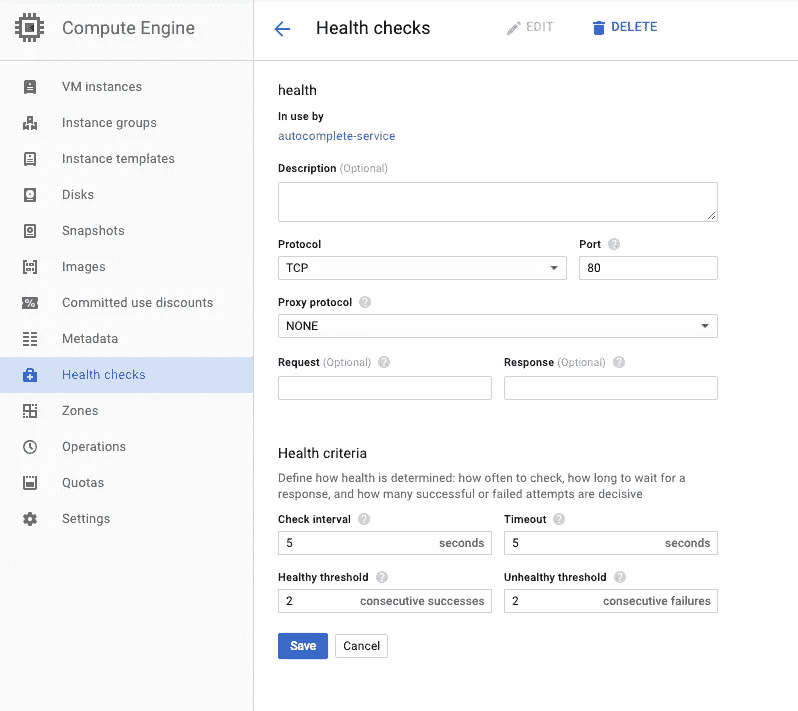 Compute Engine
VM instances
Instance groups
Instance templates
Disks
Snapshots
Images
Committed use discounts
Metadata
Health checks
Zones
Operations
Quotas
Settings
Health checks
EDIT
DELETE
health
In use by
autocomplete-service
Description (Optional)
Protocol
Port ?
TCP
80
Proxy protocol ?
NONE
Request (Optional) ?
Response (Optional) ?
Health criteria
Define how health is determined: how often to check, how long to wait for a
response, and how many successful or failed attempts are decisive
Check interval ?
Timeout ?
5 seconds
5 seconds
Healthy threshold ?
Unhealthy threshold ?
2 consecutive successes
2 consecutive failures
Save
Cancel